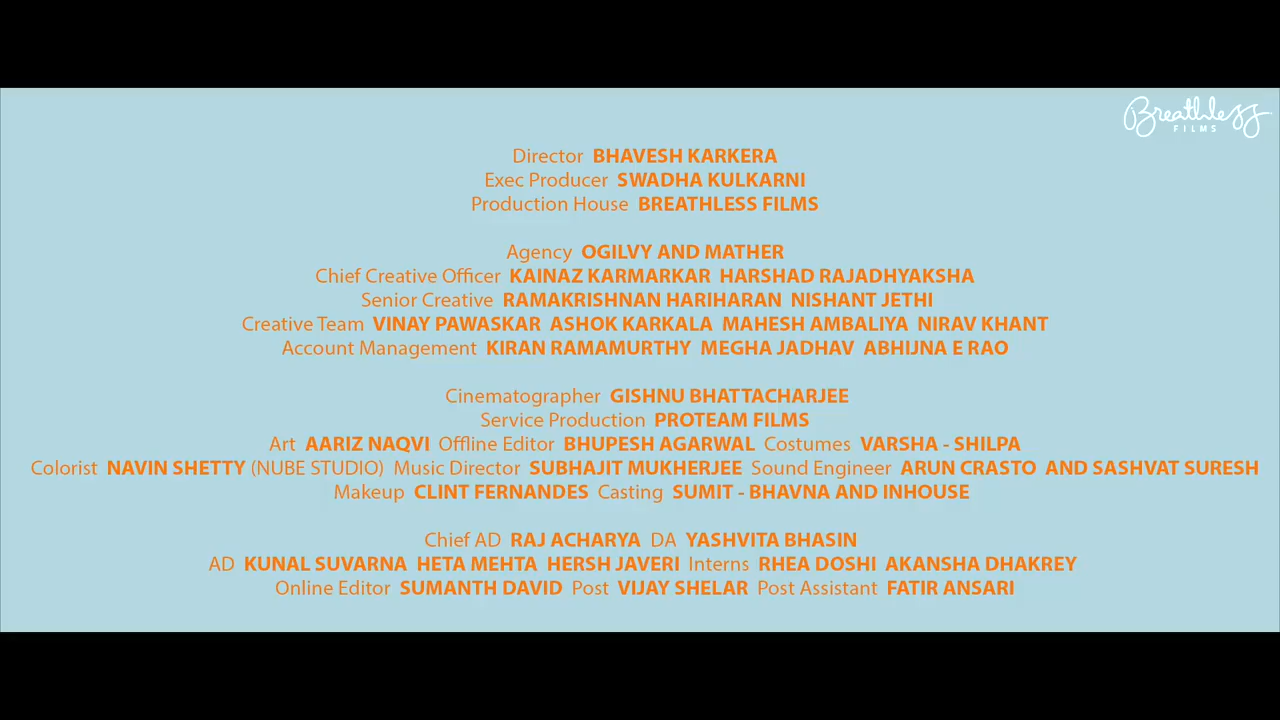 Breathless
FILMS
Director BHAVESH KARKERA
Exec Producer SWADHA KULKARNI
Production House BREATHLESS FILMS
Agency OGILVY AND MATHER
Chief Creative Officer KAINAZ KARMARKAR HARSHAD RAJADHYAKSHA
Senior Creative RAMAKRISHNAN HARIHARAN NISHANT JETHI
Creative Team VINAY PAWASKAR ASHOK KARKALA MAHESH AMBALIYA NIRAV KHANT
Account Management KIRAN RAMAMURTHY MEGHA JADHAV ABHIJNA E RAO
Cinematographer GISHNU BHATTACHARJEE
Service Production PROTEAM FILMS
Art AARIZ NAQVI Offline Editor BHUPESH AGARWAL Costumes VARSHA - SHILPA
Colorist NAVIN SHETTY (NUBE STUDIO) Music Director SUBHAJIT MUKHERJEE Sound Engineer ARUN CRASTO AND SASHVAT SURESH
Makeup CLINT FERNANDES Casting SUMIT - BHAVNA AND INHOUSE
Chief AD RAJ ACHARYA DA YASHVITA BHASIN
AD KUNAL SUVARNA HETA MEHTA HERSH JAVERI Interns RHEA DOSHI AKANSHA DHAKREY
Online Editor SUMANTH DAVID Post VIJAY SHELAR Post Assistant FATIR ANSARI